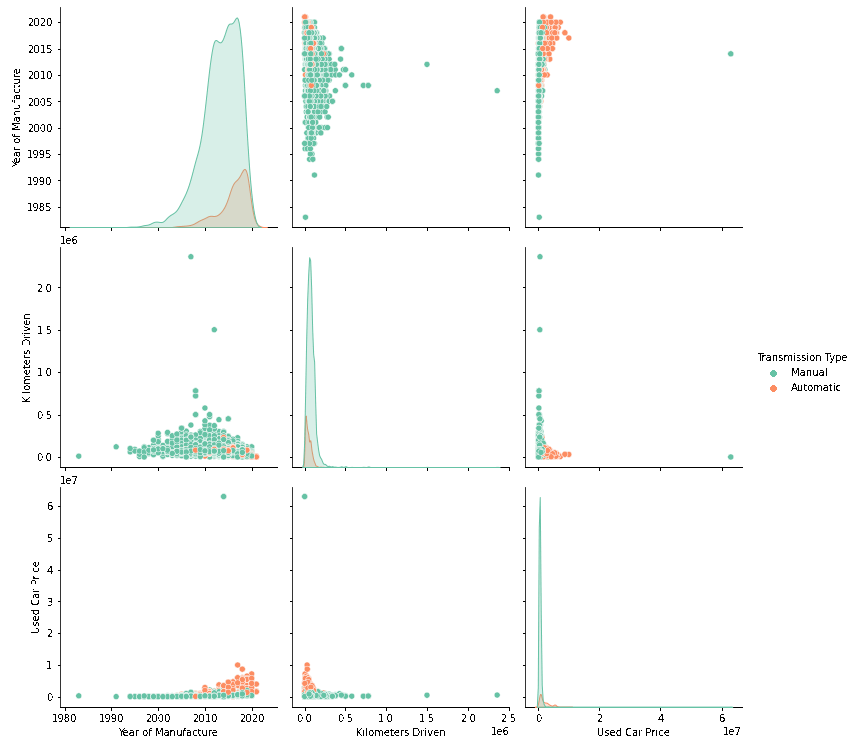 2020
2015
2010
2005
2000
1995
1990
1985
Year of Manufacture
1e6
2 0
1 5
1 0
0 5
0 0
Kilometers Driven
Transmission Type
Manual
Automatic
1e7
6
5
4
3
2
1
0
Used Car Price
1980 1990 2000 2010 2020
Year of Manufacture
0 0 0 5 1 0 1 5 2 0 2 5
1e6
Kilometers Driven
0 2 4 6
1e7
Used Car Price